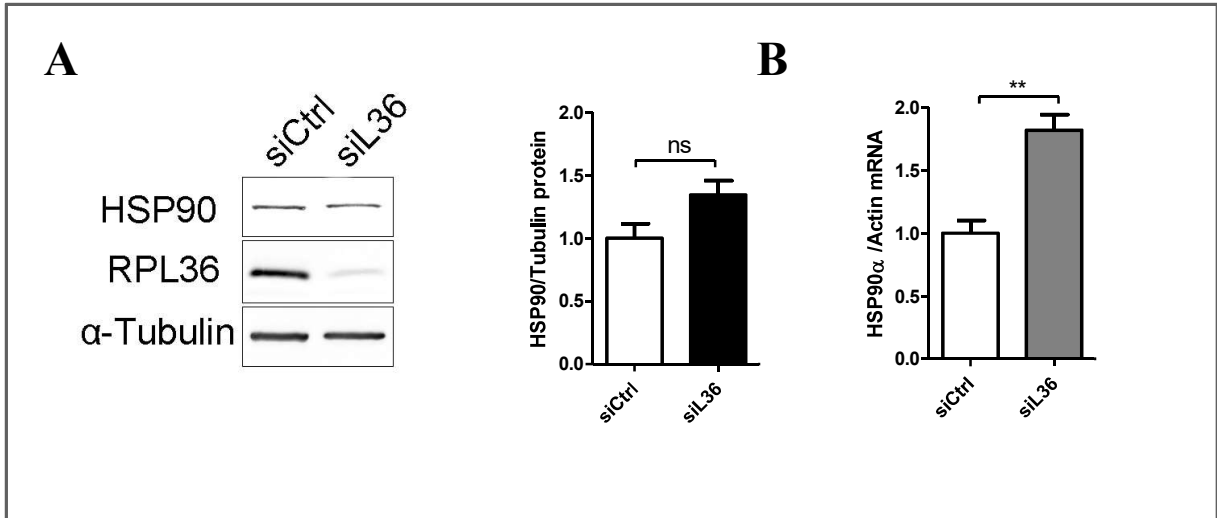 A
siCtrl
siL36
HSP90
RPL36
α-Tubulin
HSP90/Tubulin protein
2.0
1.5
1.0
0.5
0.0
ns
siCtrl
siL36
B
HSP90α /Actin mRNA
2.0
1.5
1.0
0.5
0.0
**
siCtrl
siL36